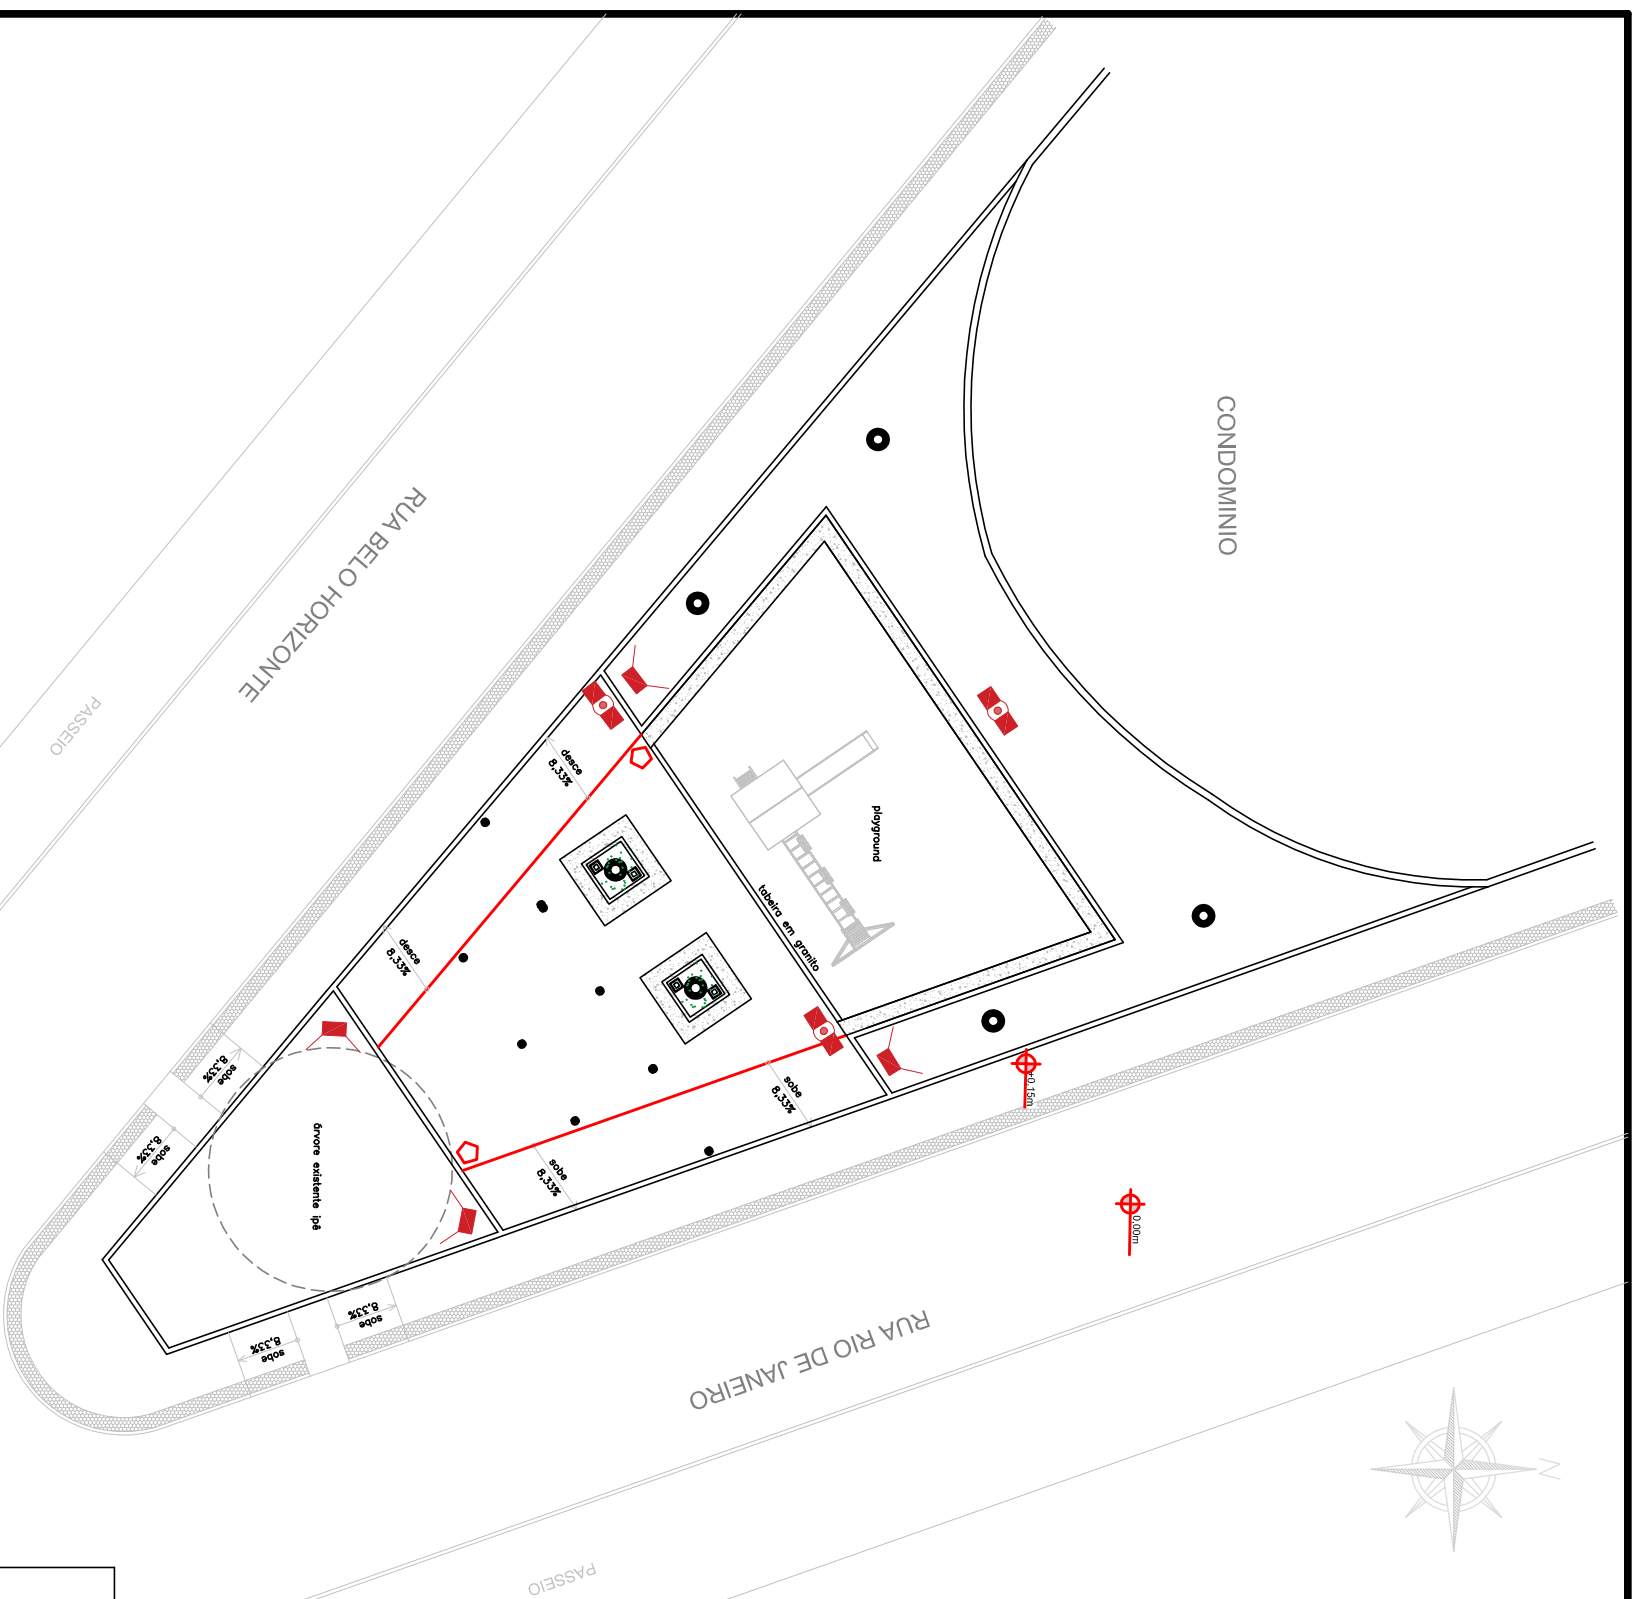 CONDOMINIO
RUA BELO HORIZONTE
PASSEIO
desce
8,33%
playground
tabeira em granito
desce
8,33%
sobe
8,33%
sobe
8,33%
sobe
8,33%
sobe
8,33%
árvore existente ipê
+0.15m
0.00m
sobe
8,33%
sobe
8,33%
RUA RIO DE JANEIRO
N
PASSEIO